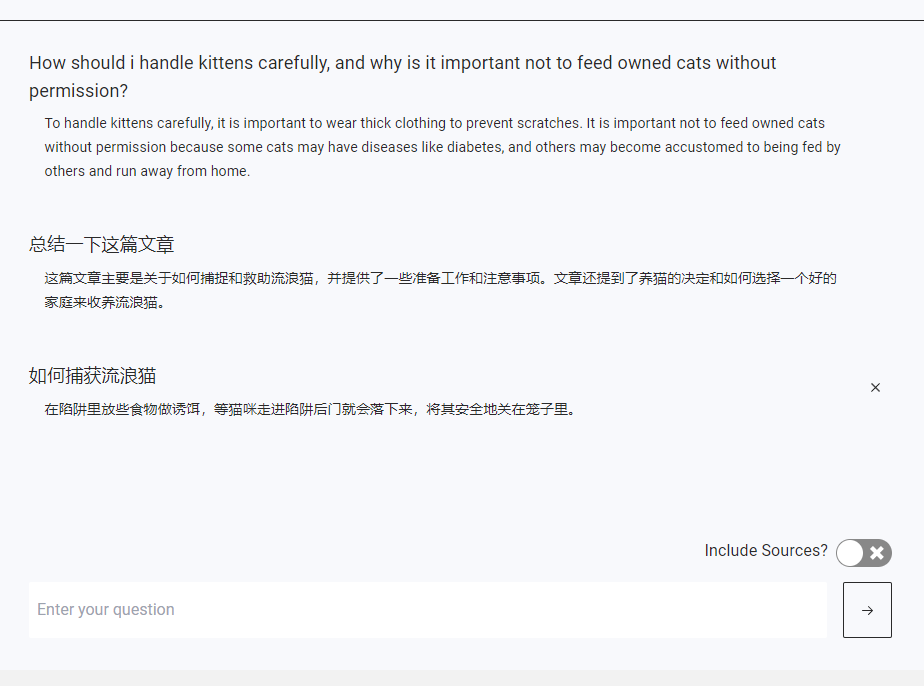 How should i handle kittens carefully, and why is it important not to feed owned cats without
permission?
To handle kittens carefully, it is important to wear thick clothing to prevent scratches. It is important not to feed owned cats
without permission because some cats may have diseases like diabetes, and others may become accustomed to being fed by
others and run away from home.
总结一下这篇文章
这篇文章主要是关于如何捕捉和救助流浪猫，并提供了一些准备工作和注意事项。文章还提到了养猫的决定和如何选择一个好的
家庭来收养流浪猫。
如何捕获流浪猫
在陷阱里放些食物做诱饵，等猫咪走进陷阱后门就会落下来，将其安全地关在笼子里。
Include Sources?
Enter your question